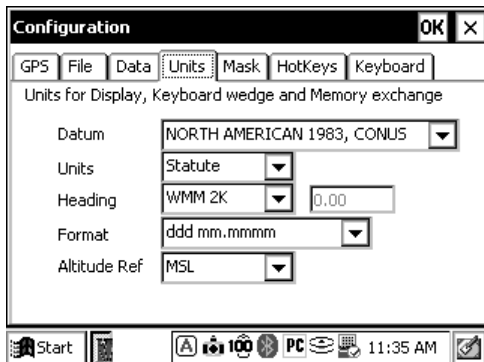 Configuration OK ×
GPS File Data Units Mask HotKeys Keyboard
Units for Display, Keyboard wedge and Memory exchange
Datum NORTH AMERICAN 1983, CONUS
Units Statute
Heading WMM 2K 0.00
Format ddd mm.mmmm
Altitude Ref MSL
Start A 100 PC 11:35 AM